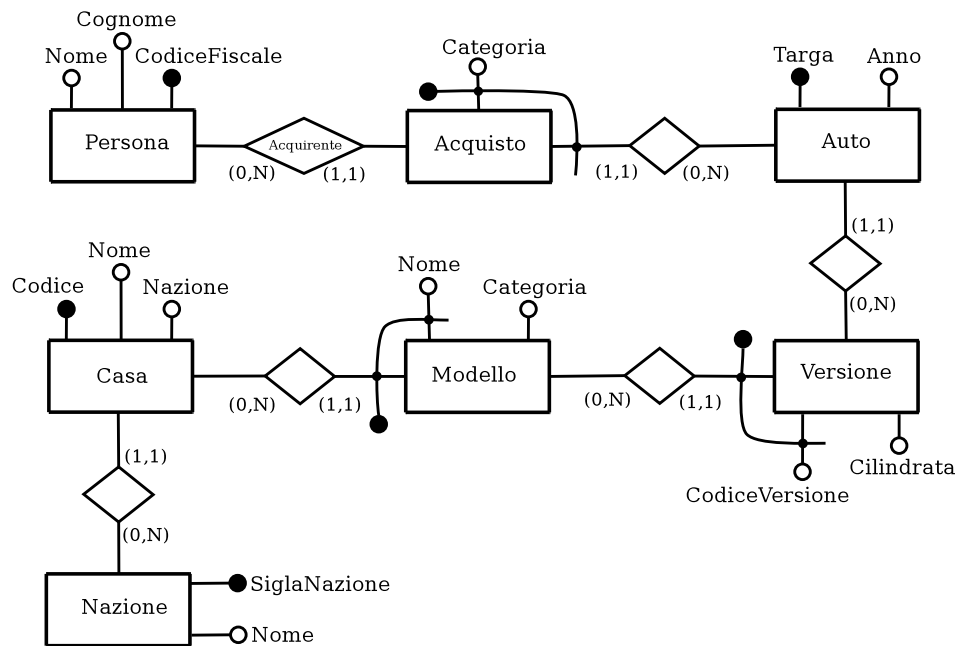 Cognome
Nome
CodiceFiscale
Categoria
Targa
Anno
Persona
Acquirente
Acquisto
Auto
(0,N)
(1,1)
(1,1)
(0,N)
(1,1)
(0,N)
Nome
Codice
Nazione
Nome
Categoria
Casa
Modello
Versione
(0,N)
(1,1)
(0,N)
(1,1)
(1,1)
(0,N)
CodiceVersione
Cilindrata
Nazione
SiglaNazione
Nome